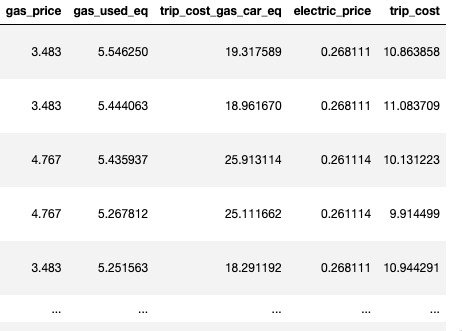 gas_price gas_used_eq trip_cost_gas_car_eq electric_price trip_cost
3.483 5.546250 19.317589 0.268111 10.863858
3.483 5.444063 18.961670 0.268111 11.083709
4.767 5.435937 25.913114 0.261114 10.131223
4.767 5.267812 25.111662 0.261114 9.914499
3.483 5.251563 18.291192 0.268111 10.944291
... ... ... ... ...